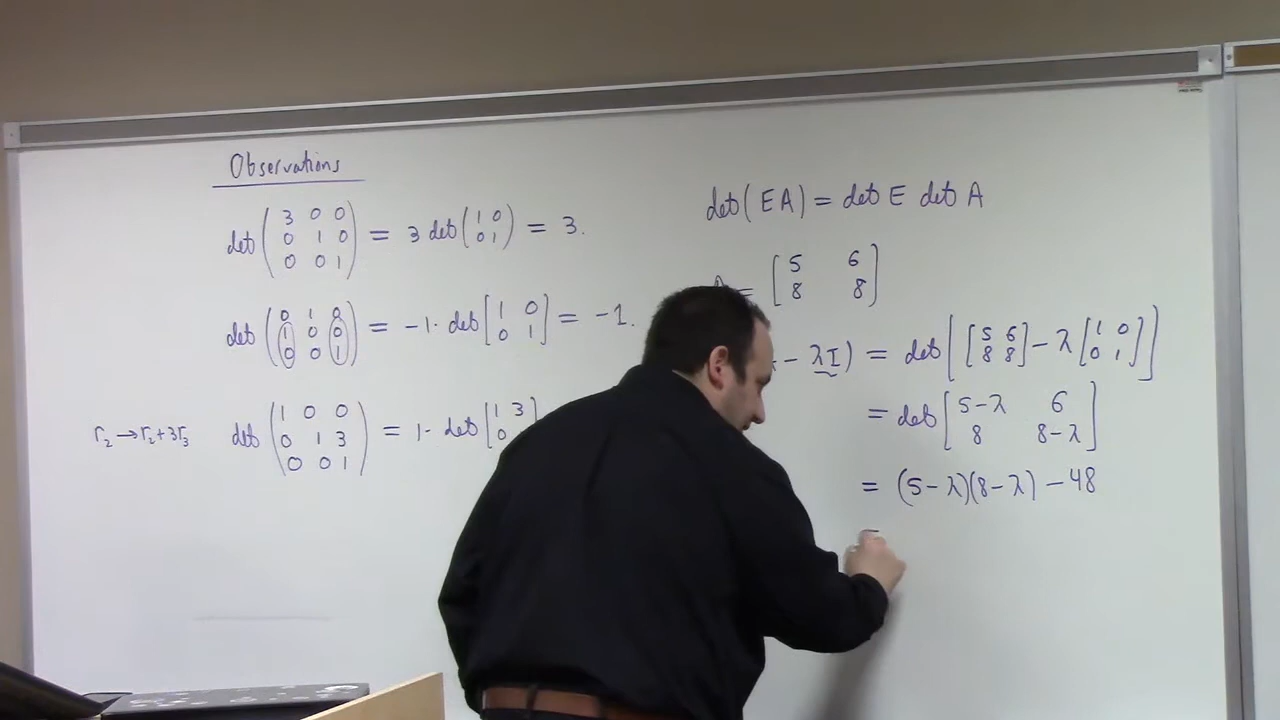 Observations
det ( 3 0 0
0 1 0
0 0 1 ) = 3 det ( 1 0
0 1 ) = 3.
det ( 0 1 0
1 0 0
0 0 1 ) = -1· det [ 1 0
0 1 ] = -1.
r₂ → r₂+3r₃ det ( 1 0 0
0 1 3
0 0 1 ) = 1· det [ 1 3
0
det( EA) = det E det A
= [ 5 6
8 8 ]
- λI) = det [ [ 5 6
8 8 ] - λ [ 1 0
0 1 ] ]
= det [ 5-λ 6
8 8-λ ]
= (5-λ)(8-λ) -48